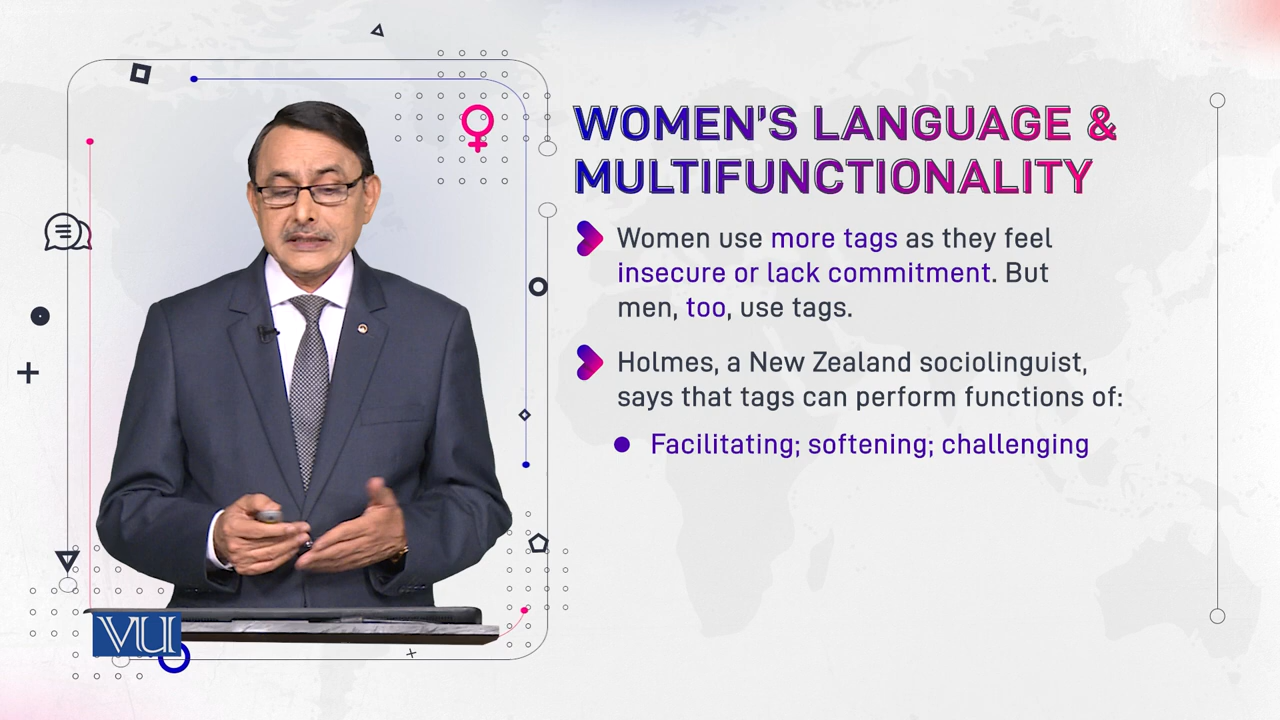 WOMEN'S LANGUAGE &
MULTIFUNCTIONALITY
Women use more tags as they feel
insecure or lack commitment. But
men, too, use tags.
Holmes, a New Zealand sociolinguist,
says that tags can perform functions of:
Facilitating; softening; challenging
VU